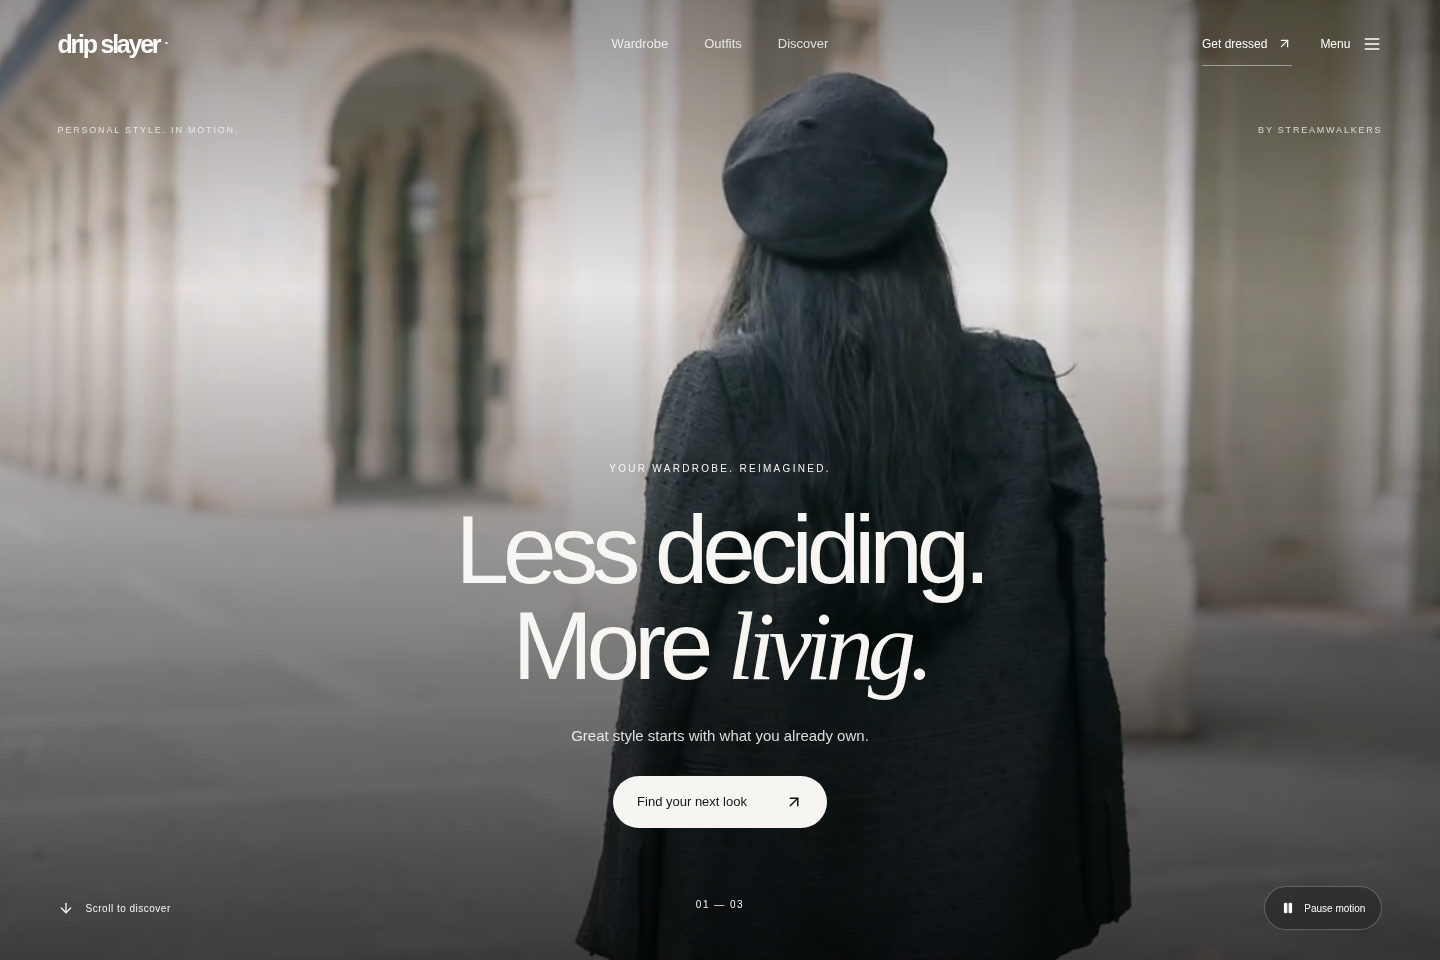 drip slayer
Wardrobe
Outfits
Discover
Get dressed
Menu
PERSONAL STYLE. IN MOTION.
BY STREAMWALKERS
YOUR WARDROBE. REIMAGINED.
Less deciding.
More living.
Great style starts with what you already own.
Find your next look
Scroll to discover
01 — 03
Pause motion